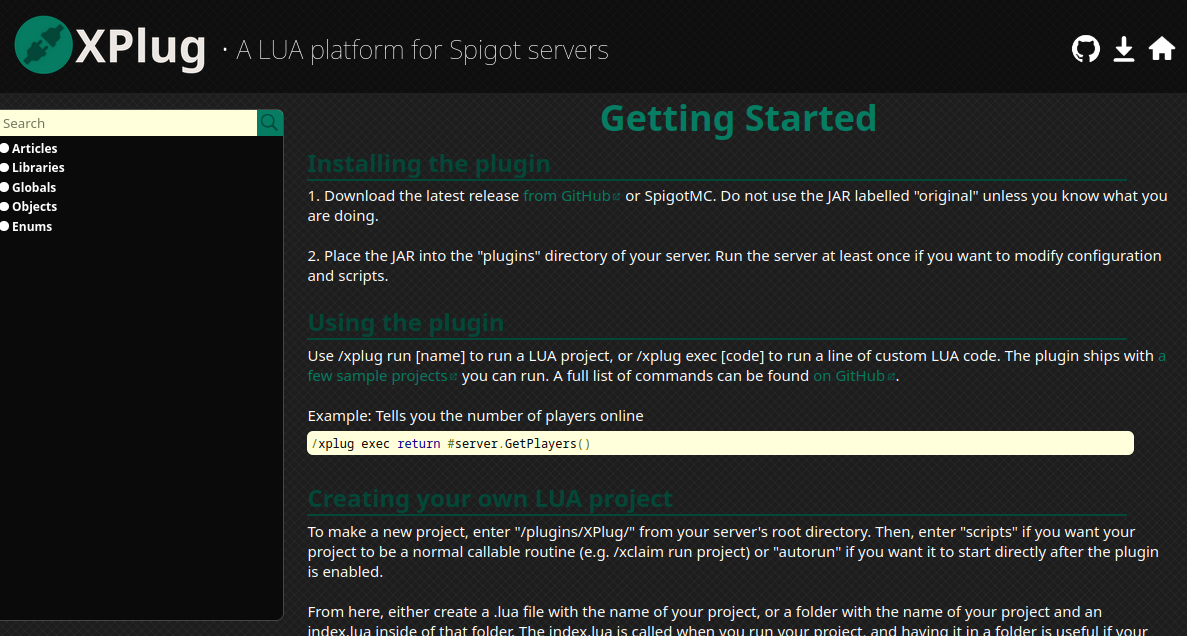 XPlug · A LUA platform for Spigot servers
Search
Articles
Libraries
Globals
Objects
Enums
Getting Started
Installing the plugin
1. Download the latest release from GitHub or SpigotMC. Do not use the JAR labelled "original" unless you know what you
are doing.
2. Place the JAR into the "plugins" directory of your server. Run the server at least once if you want to modify configuration
and scripts.
Using the plugin
Use /xplug run [name] to run a LUA project, or /xplug exec [code] to run a line of custom LUA code. The plugin ships with a
few sample projects you can run. A full list of commands can be found on GitHub.
Example: Tells you the number of players online
/xplug exec return #server.GetPlayers()
Creating your own LUA project
To make a new project, enter "/plugins/XPlug/" from your server's root directory. Then, enter "scripts" if you want your
project to be a normal callable routine (e.g. /xclaim run project) or "autorun" if you want it to start directly after the plugin
is enabled.
From here, either create a .lua file with the name of your project, or a folder with the name of your project and an
index.lua inside of that folder. The index.lua is called when you run your project, and having it in a folder is useful if your